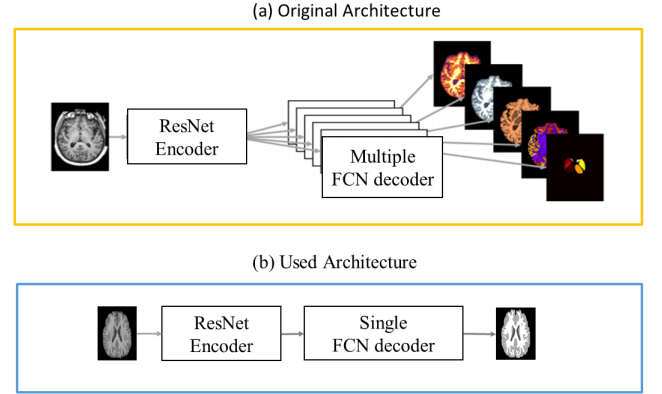 (a) Original Architecture
ResNet
Encoder
Multiple
FCN decoder
(b) Used Architecture
ResNet
Encoder
Single
FCN decoder